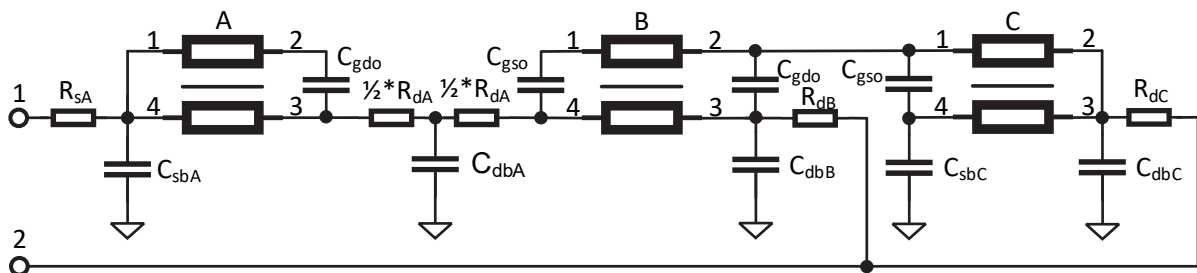 A B C
1 2 1 2 1 2
C_gdo C_gso C_gdo C_gso
1 R_sA ½*R_dA ½*R_dA R_dB R_dC
4 3 4 3 4 3
C_sbA C_dbA C_dbB C_sbC C_dbC
2